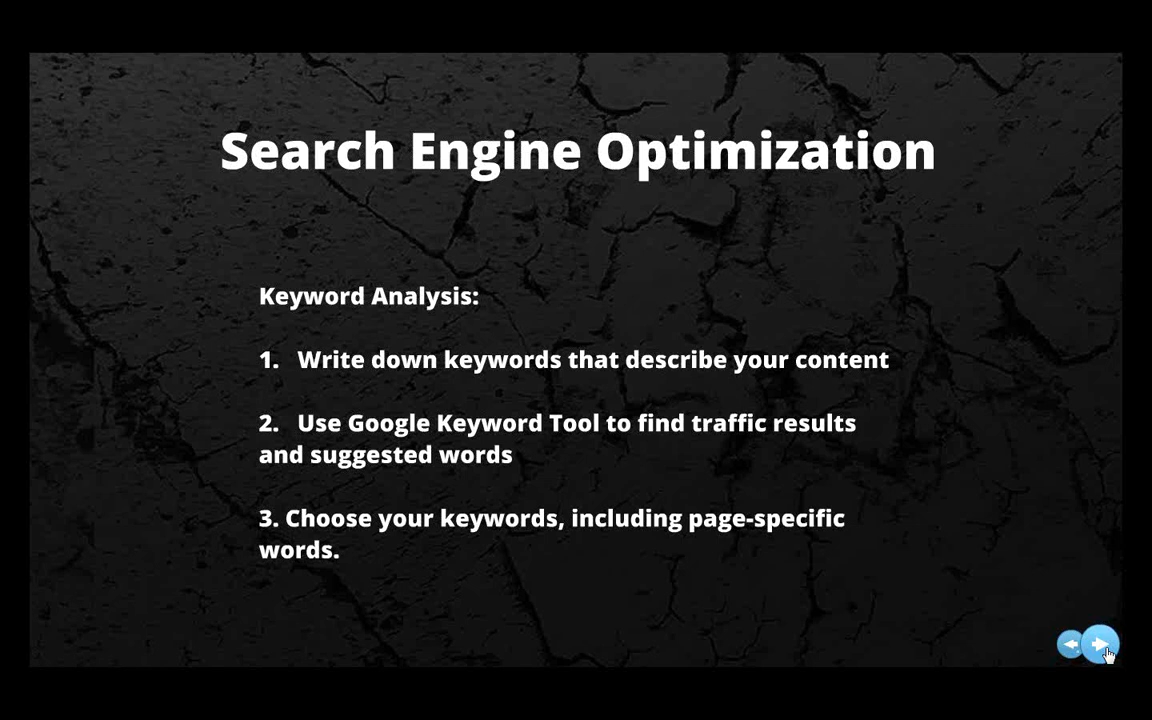 Search Engine Optimization
Keyword Analysis:
1. Write down keywords that describe your content
2. Use Google Keyword Tool to find traffic results
and suggested words
3. Choose your keywords, including page-specific
words.